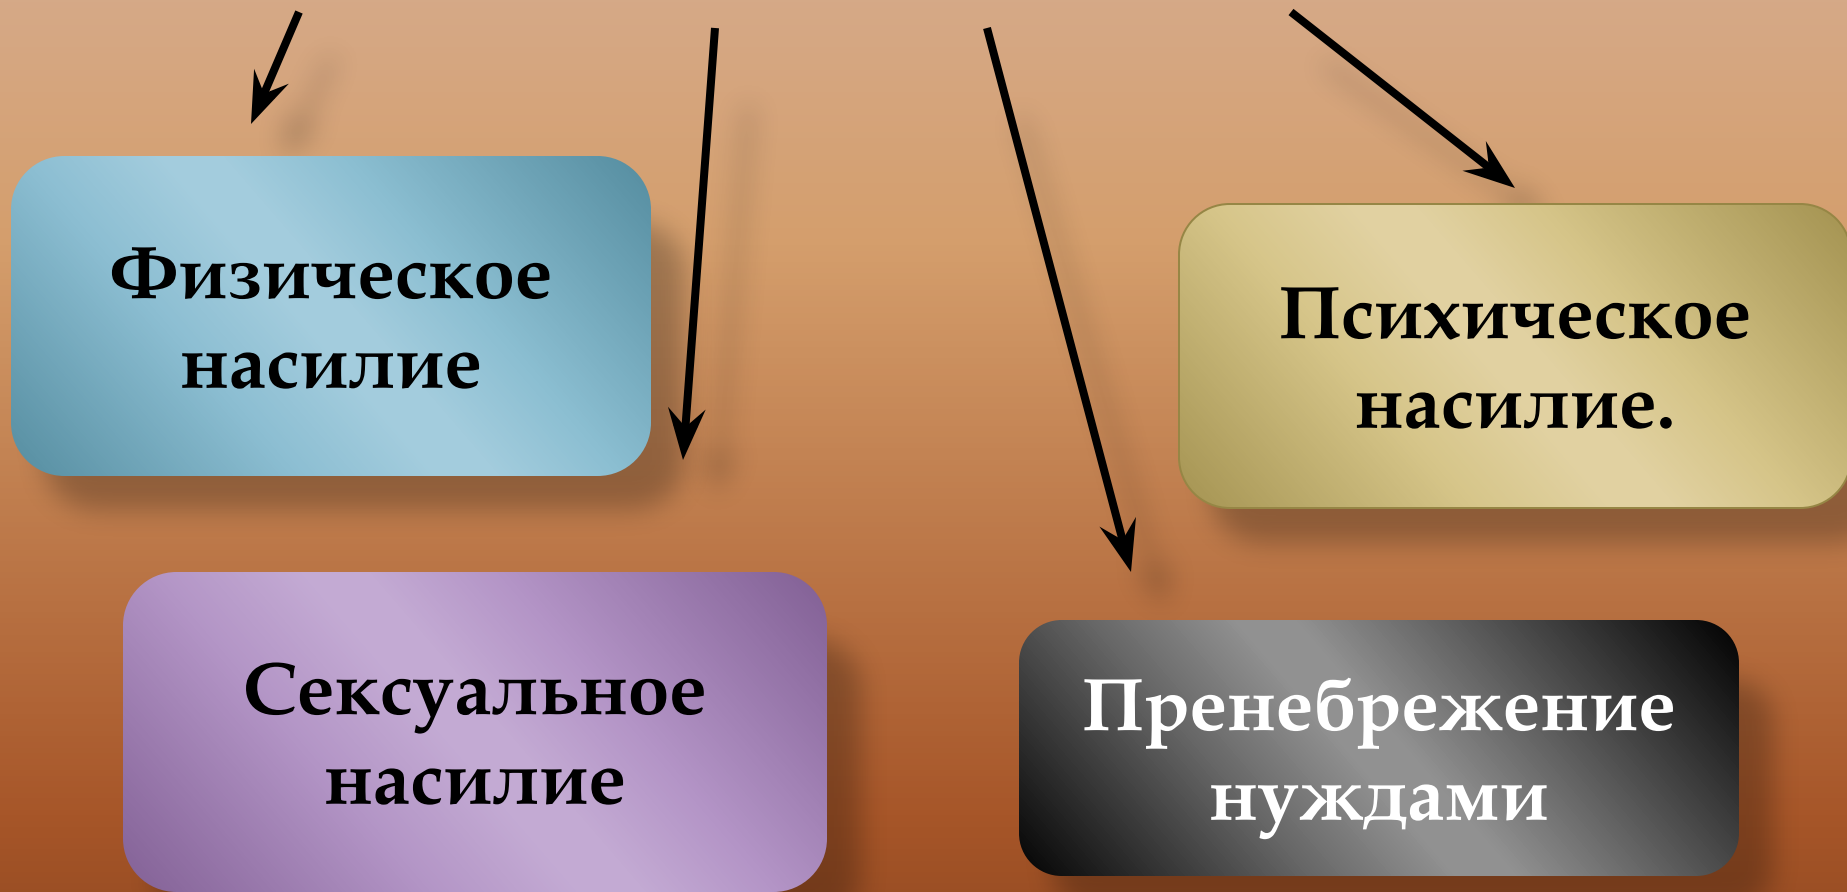 Физическое
насилие
Психическое
насилие.
Сексуальное
насилие
Пренебрежение
нуждами